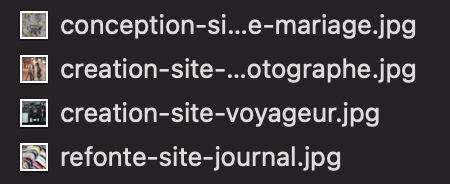 conception-si...e-mariage.jpg
creation-site-...otographe.jpg
creation-site-voyageur.jpg
refonte-site-journal.jpg